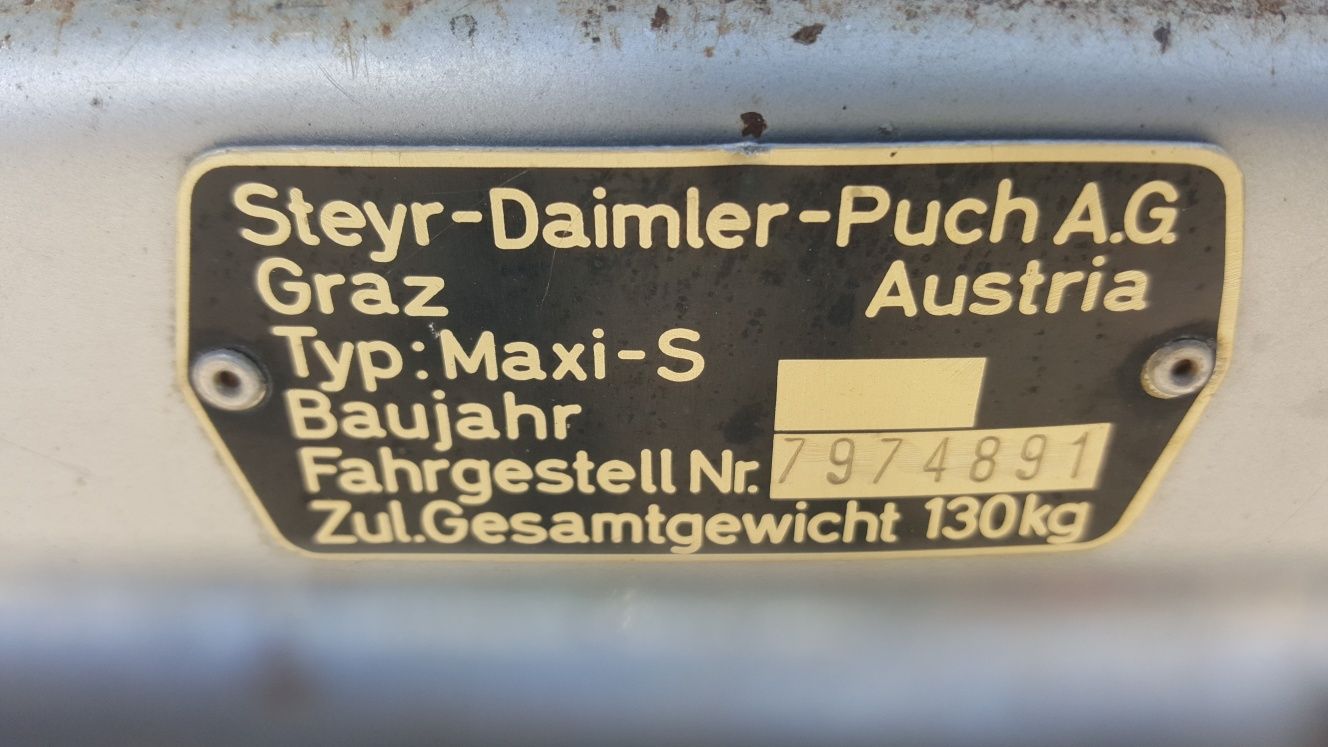 Steyr-Daimler-Puch A.G.
Graz Austria
Typ: Maxi-S
Baujahr
Fahrgestell Nr. 7974891
Zul. Gesamtgewicht 130kg